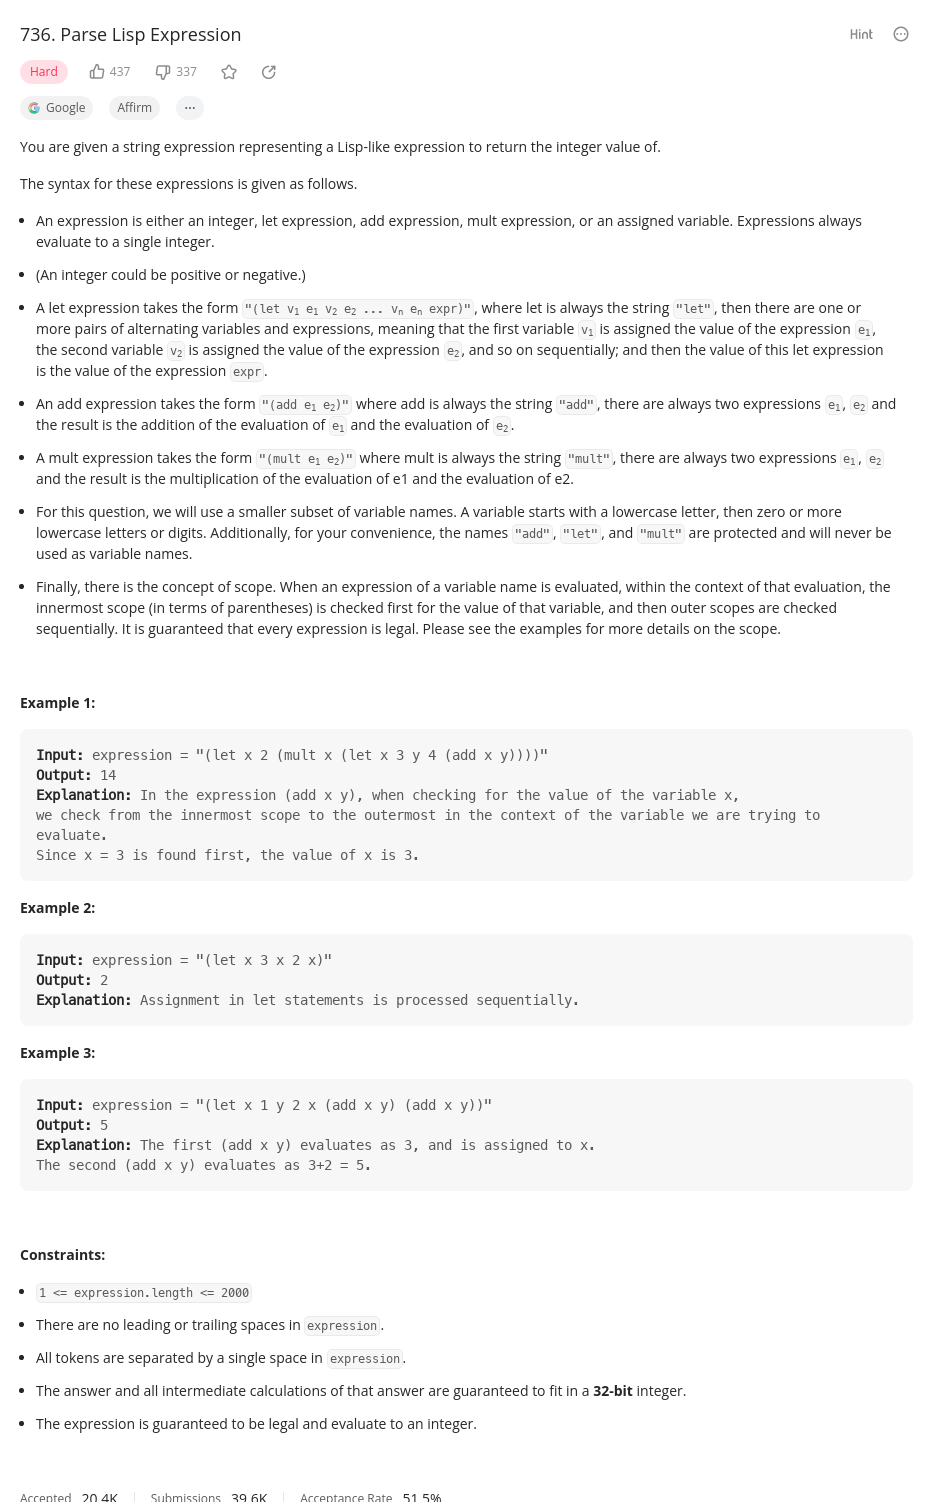 736. Parse Lisp Expression
Hint
Hard 437 337
Google Affirm ···
You are given a string expression representing a Lisp-like expression to return the integer value of.
The syntax for these expressions is given as follows.
• An expression is either an integer, let expression, add expression, mult expression, or an assigned variable. Expressions always
evaluate to a single integer.
• (An integer could be positive or negative.)
• A let expression takes the form "(let v₁ e₁ v₂ e₂ ... vₙ eₙ expr)", where let is always the string "let", then there are one or
more pairs of alternating variables and expressions, meaning that the first variable v₁ is assigned the value of the expression e₁,
the second variable v₂ is assigned the value of the expression e₂, and so on sequentially; and then the value of this let expression
is the value of the expression expr.
• An add expression takes the form "(add e₁ e₂)" where add is always the string "add", there are always two expressions e₁, e₂ and
the result is the addition of the evaluation of e₁ and the evaluation of e₂.
• A mult expression takes the form "(mult e₁ e₂)" where mult is always the string "mult", there are always two expressions e₁, e₂
and the result is the multiplication of the evaluation of e1 and the evaluation of e2.
• For this question, we will use a smaller subset of variable names. A variable starts with a lowercase letter, then zero or more
lowercase letters or digits. Additionally, for your convenience, the names "add", "let", and "mult" are protected and will never be
used as variable names.
• Finally, there is the concept of scope. When an expression of a variable name is evaluated, within the context of that evaluation, the
innermost scope (in terms of parentheses) is checked first for the value of that variable, and then outer scopes are checked
sequentially. It is guaranteed that every expression is legal. Please see the examples for more details on the scope.
Example 1:
Input: expression = "(let x 2 (mult x (let x 3 y 4 (add x y))))"
Output: 14
Explanation: In the expression (add x y), when checking for the value of the variable x,
we check from the innermost scope to the outermost in the context of the variable we are trying to
evaluate.
Since x = 3 is found first, the value of x is 3.
Example 2:
Input: expression = "(let x 3 x 2 x)"
Output: 2
Explanation: Assignment in let statements is processed sequentially.
Example 3:
Input: expression = "(let x 1 y 2 x (add x y) (add x y))"
Output: 5
Explanation: The first (add x y) evaluates as 3, and is assigned to x.
The second (add x y) evaluates as 3+2 = 5.
Constraints:
• 1 <= expression.length <= 2000
• There are no leading or trailing spaces in expression.
• All tokens are separated by a single space in expression.
• The answer and all intermediate calculations of that answer are guaranteed to fit in a 32-bit integer.
• The expression is guaranteed to be legal and evaluate to an integer.
Accepted 20.4K Submissions 39.6K Acceptance Rate 51.5%